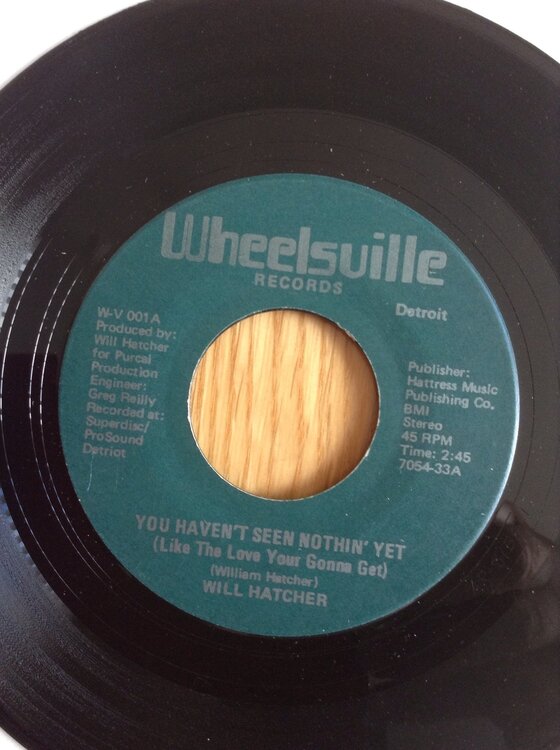 Wheelsville
RECORDS
Detroit
W-V 001A
Produced by:
Will Hatcher
for Purcal
Production
Engineer:
Greg Reilly
Recorded at:
Superdisc/
ProSound
Detriot
Publisher:
Hattress Music
Publishing Co.
BMI
Stereo
45 RPM
Time: 2:45
7054-33A
YOU HAVEN'T SEEN NOTHIN' YET
(Like The Love Your Gonna Get)
(William Hatcher)
WILL HATCHER